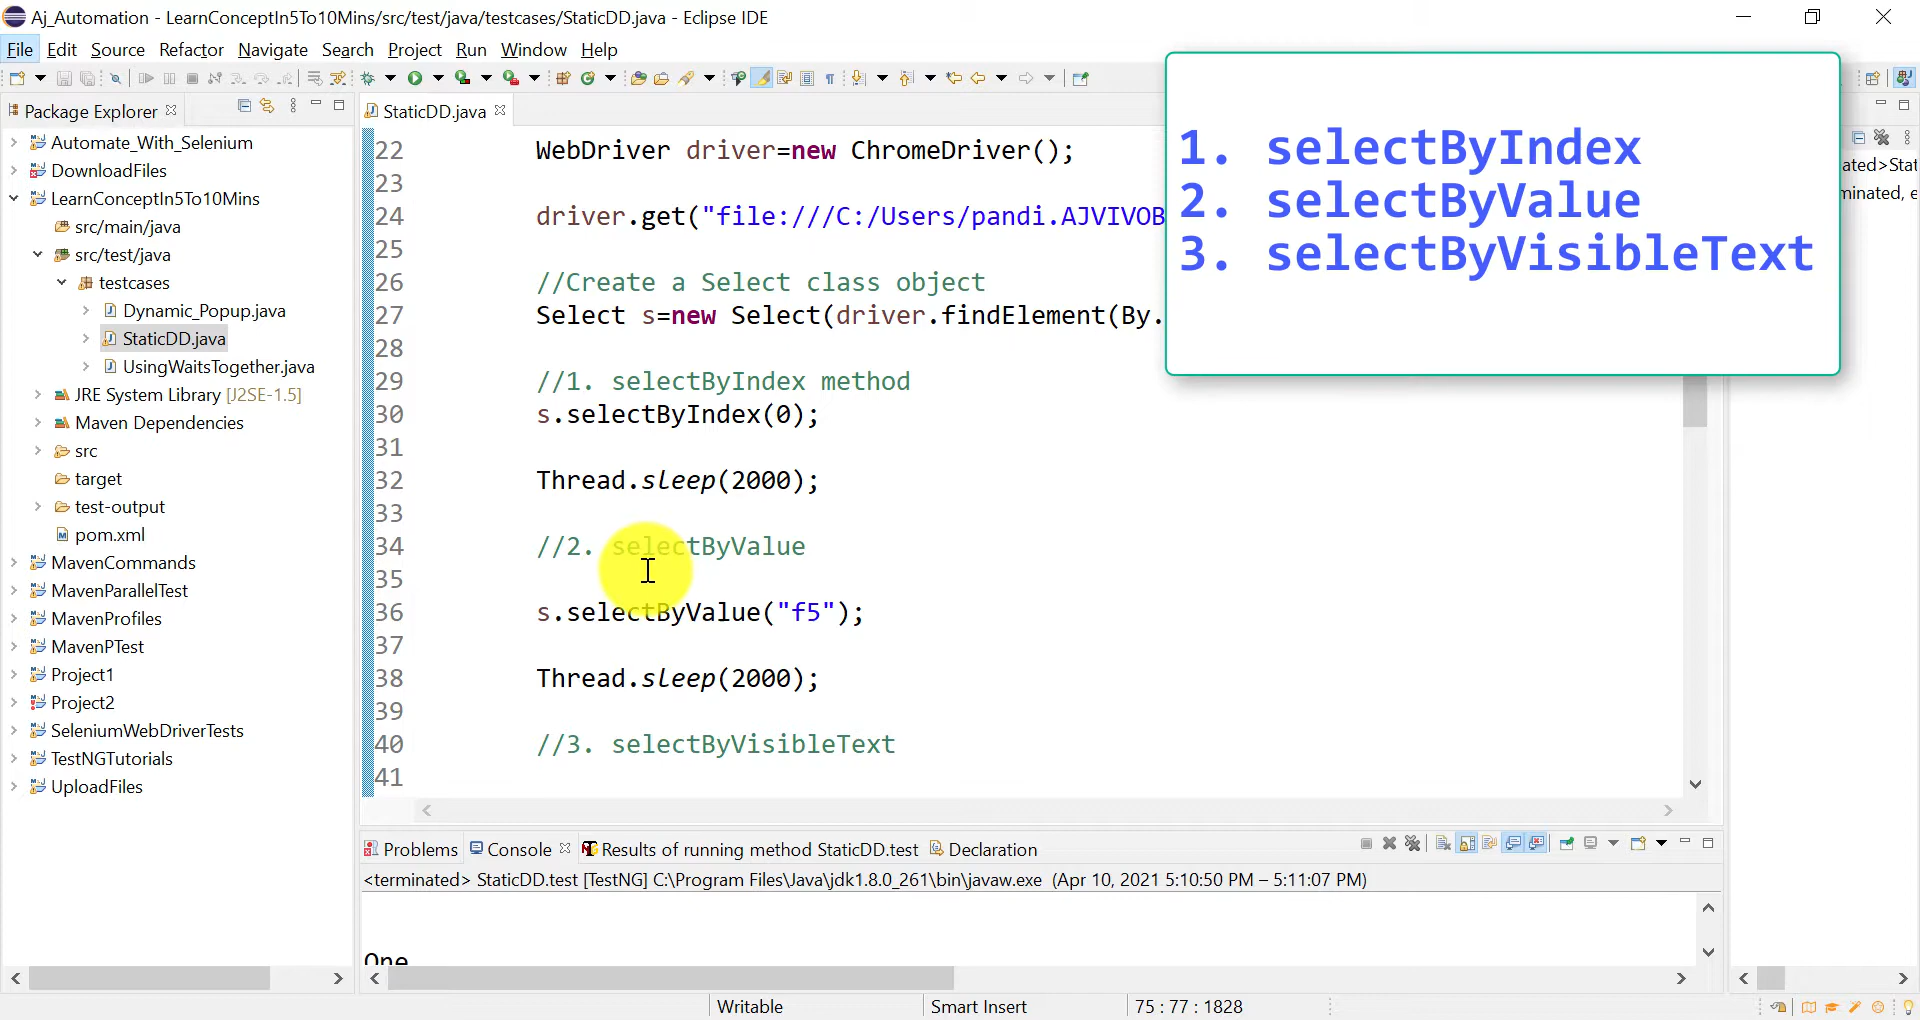 Aj_Automation - LearnConceptIn5To10Mins/src/test/java/testcases/StaticDD.java - Eclipse IDE
File Edit Source Refactor Navigate Search Project Run Window Help
Package Explorer
Automate_With_Selenium
DownloadFiles
LearnConceptIn5To10Mins
src/main/java
src/test/java
testcases
Dynamic_Popup.java
StaticDD.java
UsingWaitsTogether.java
JRE System Library [J2SE-1.5]
Maven Dependencies
src
target
test-output
pom.xml
MavenCommands
MavenParallelTest
MavenProfiles
MavenPTest
Project1
Project2
SeleniumWebDriverTests
TestNGTutorials
UploadFiles
StaticDD.java
22 WebDriver driver=new ChromeDriver();
23
24 driver.get("file:///C:/Users/pandi.AJVIVOB
25
26 //Create a Select class object
27 Select s=new Select(driver.findElement(By.
28
29 //1. selectByIndex method
30 s.selectByIndex(0);
31
32 Thread.sleep(2000);
33
34 //2. selectByValue
35
36 s.selectByValue("f5");
37
38 Thread.sleep(2000);
39
40 //3. selectByVisibleText
41
1. selectByIndex
2. selectByValue
3. selectByVisibleText
ated>Stat
minated, e
Problems Console Results of running method StaticDD.test Declaration
<terminated> StaticDD.test [TestNG] C:\Program Files\Java\jdk1.8.0_261\bin\javaw.exe (Apr 10, 2021 5:10:50 PM – 5:11:07 PM)
One
Writable Smart Insert 75 : 77 : 1828